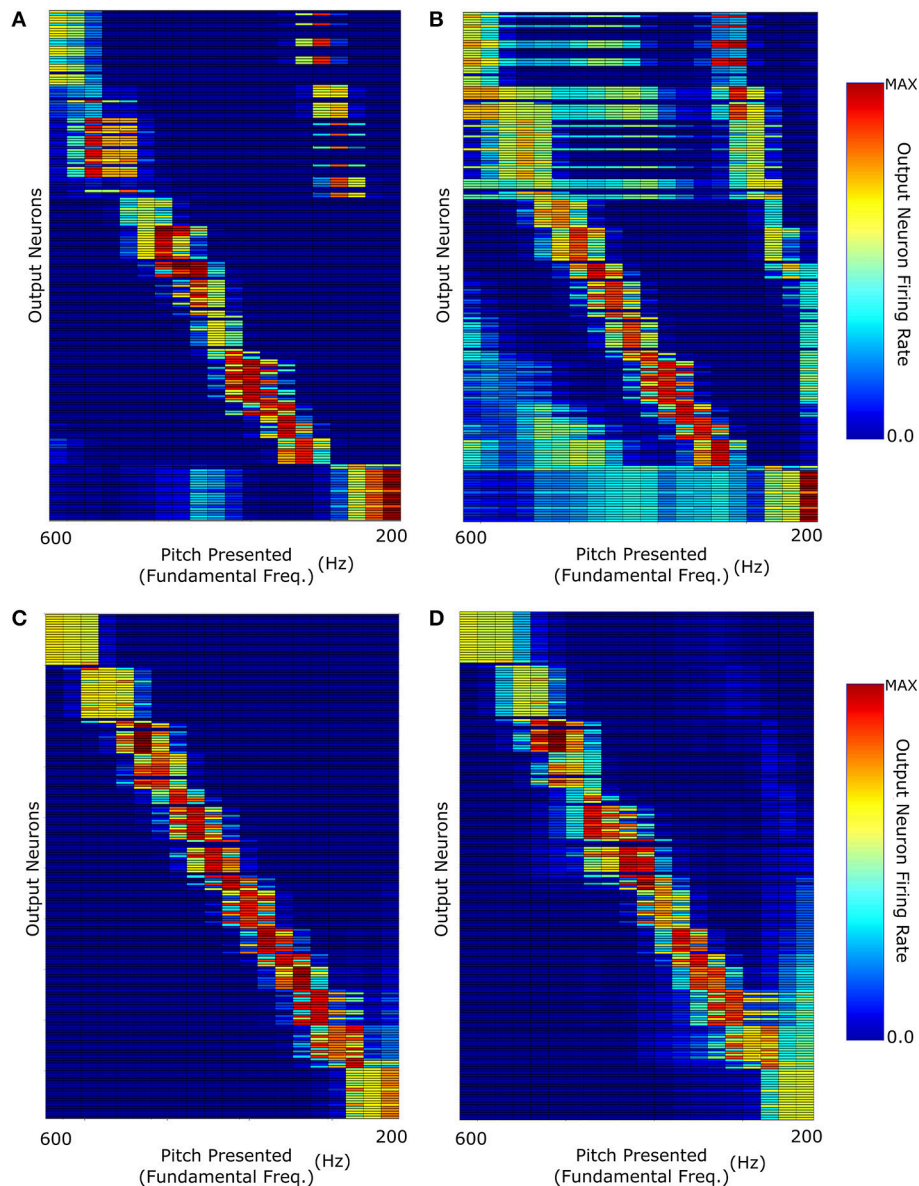 A
B
Output Neurons
600
200
Pitch Presented
(Fundamental Freq.) (Hz)
600
200
Pitch Presented
(Fundamental Freq.) (Hz)
MAX
Output Neuron Firing Rate
0.0
C
D
Output Neurons
600
200
Pitch Presented
(Fundamental Freq.) (Hz)
Output Neurons
600
200
Pitch Presented
(Fundamental Freq.) (Hz)
MAX
Output Neuron Firing Rate
0.0